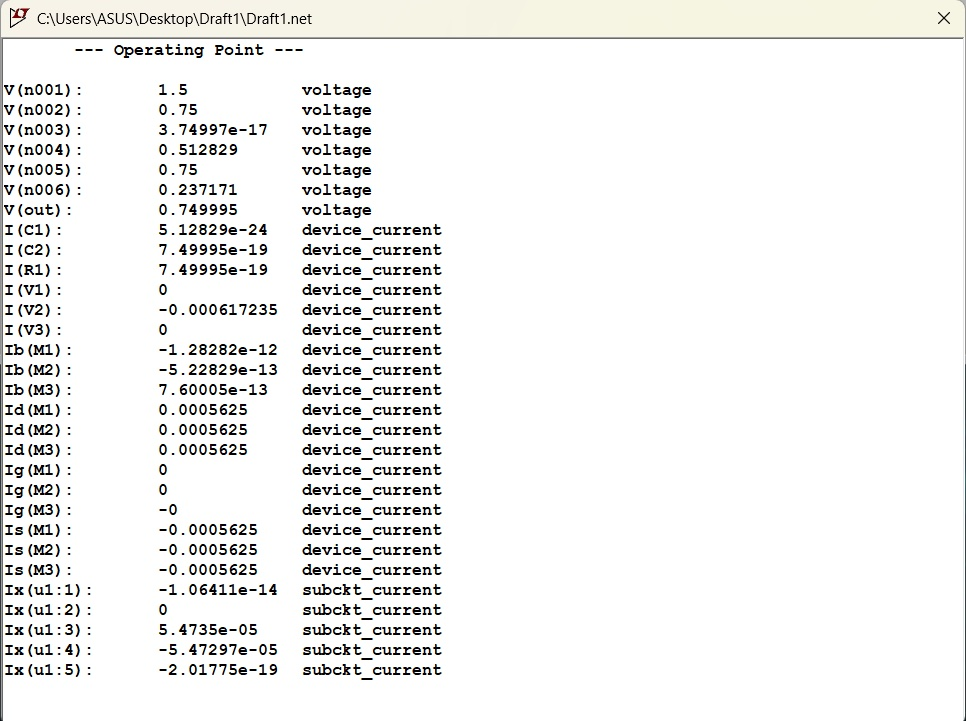 C:\Users\ASUS\Desktop\Draft1\Draft1.net
--- Operating Point ---
V(n001): 1.5 voltage
V(n002): 0.75 voltage
V(n003): 3.74997e-17 voltage
V(n004): 0.512829 voltage
V(n005): 0.75 voltage
V(n006): 0.237171 voltage
V(out): 0.749995 voltage
I(C1): 5.12829e-24 device_current
I(C2): 7.49995e-19 device_current
I(R1): 7.49995e-19 device_current
I(V1): 0 device_current
I(V2): -0.000617235 device_current
I(V3): 0 device_current
Ib(M1): -1.28282e-12 device_current
Ib(M2): -5.22829e-13 device_current
Ib(M3): 7.60005e-13 device_current
Id(M1): 0.0005625 device_current
Id(M2): 0.0005625 device_current
Id(M3): 0.0005625 device_current
Ig(M1): 0 device_current
Ig(M2): 0 device_current
Ig(M3): -0 device_current
Is(M1): -0.0005625 device_current
Is(M2): -0.0005625 device_current
Is(M3): -0.0005625 device_current
Ix(u1:1): -1.06411e-14 subckt_current
Ix(u1:2): 0 subckt_current
Ix(u1:3): 5.4735e-05 subckt_current
Ix(u1:4): -5.47297e-05 subckt_current
Ix(u1:5): -2.01775e-19 subckt_current